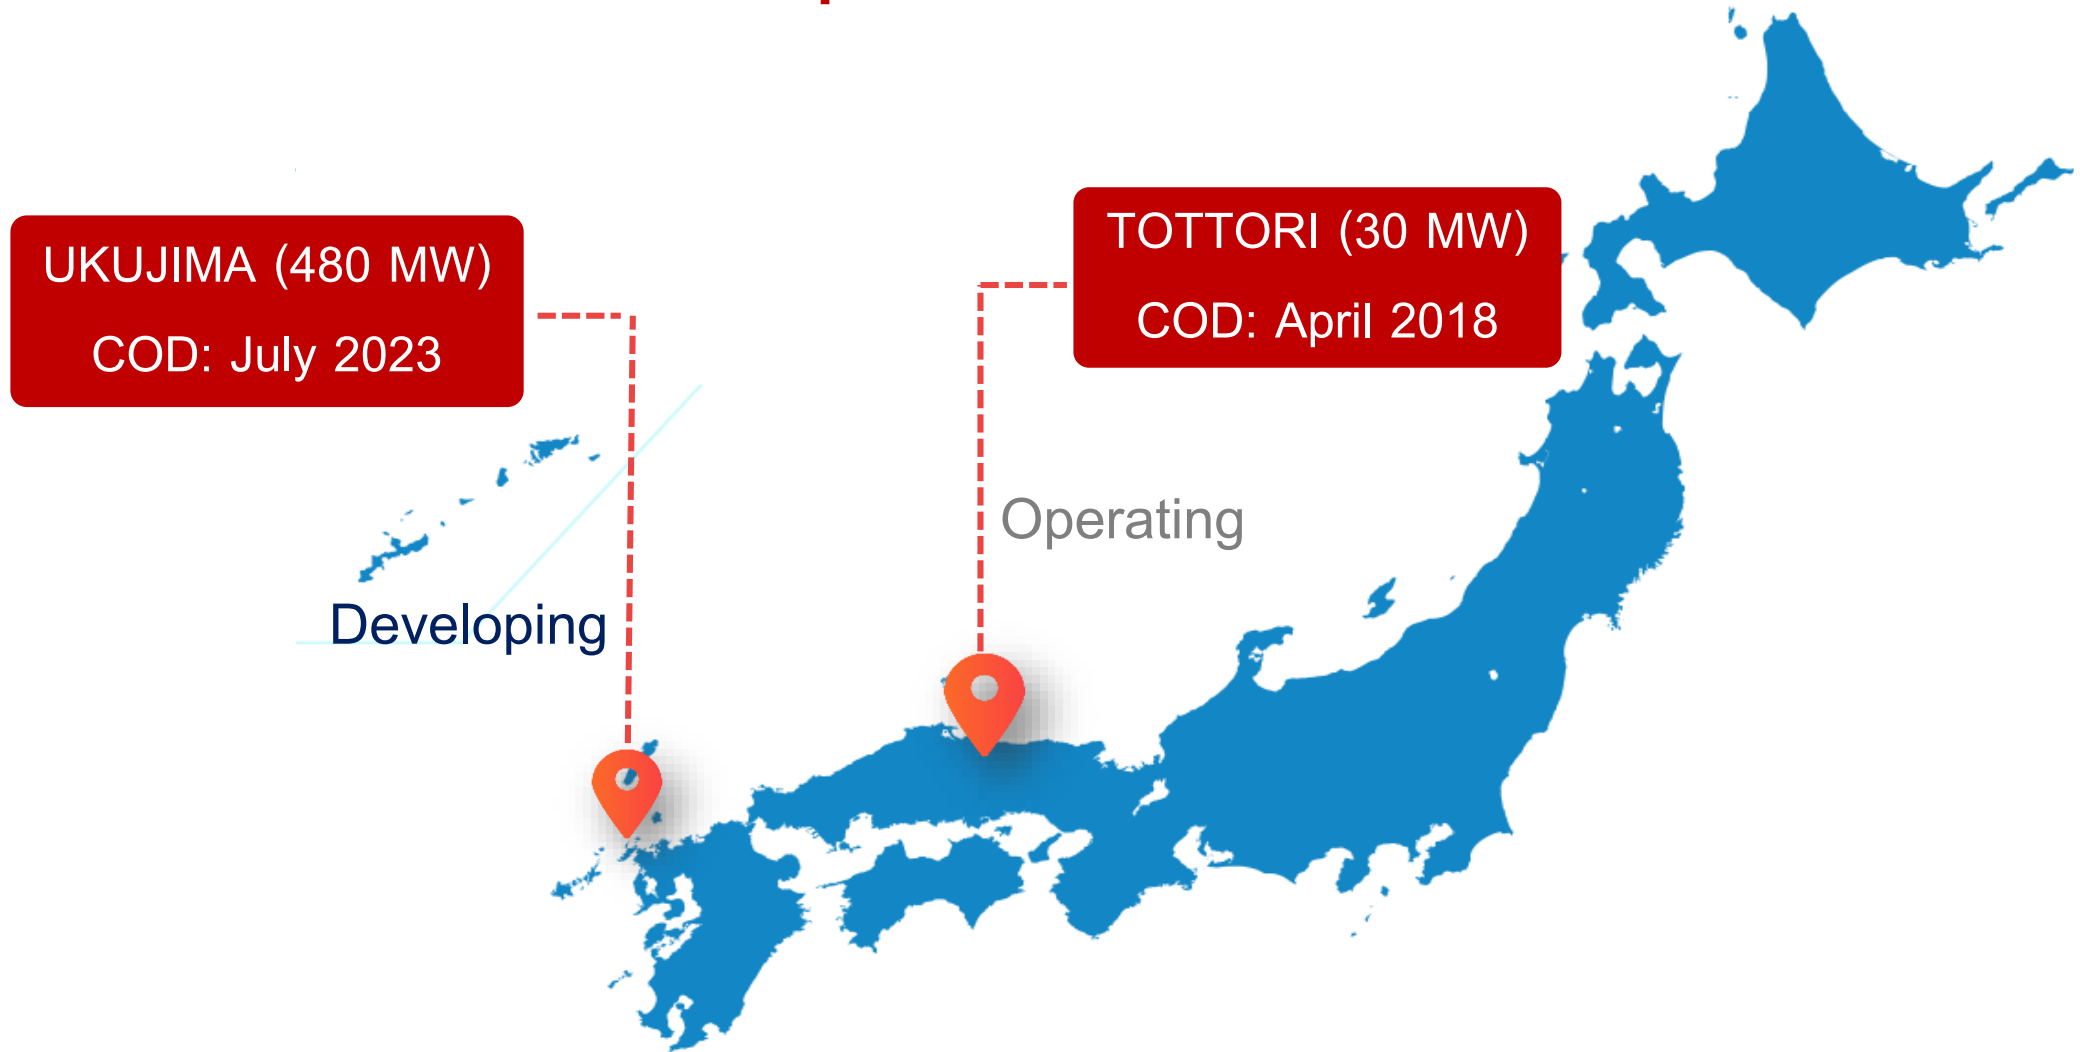 UKUJIMA (480 MW)
COD: July 2023
TOTTORI (30 MW)
COD: April 2018
Operating
Developing